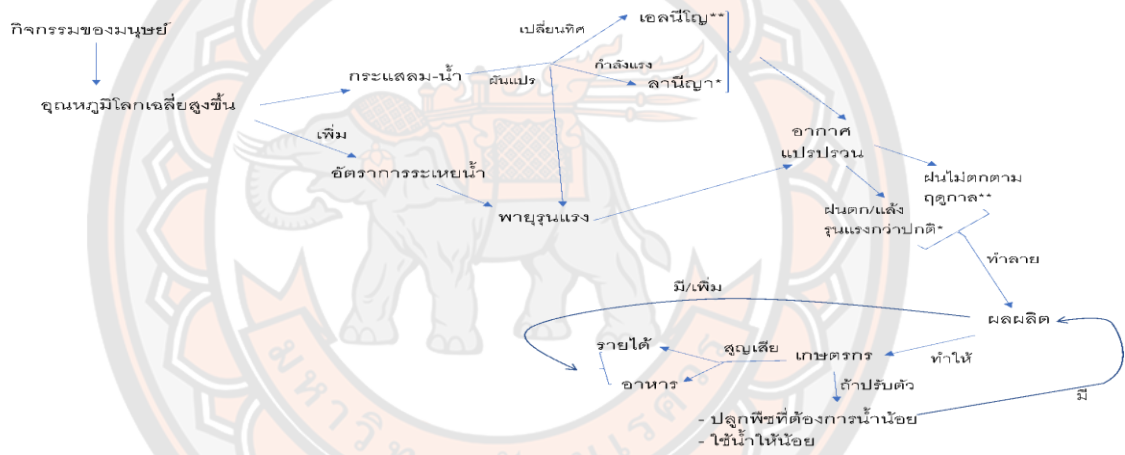 กิจกรรมของมนุษย์
อุณหภูมิโลกเฉลี่ยสูงขึ้น
กระแสลม-น้ำ
ผันแปร
เปลี่ยนทิศ
เอลนีโญ**
กำลังแรง
ลานีญา*
เพิ่ม
อัตราการระเหยน้ำ
พายุรุนแรง
อากาศ
แปรปรวน
ฝนไม่ตกตาม
ฤดูกาล**
ฝนตก/แล้ง
รุนแรงกว่าปกติ*
ทำลาย
ผลผลิต
มี/เพิ่ม
ทำให้
เกษตรกร
สูญเสีย
รายได้
อาหาร
ถ้าปรับตัว
มี
- ปลูกพืชที่ต้องการน้ำน้อย
- ใช้น้ำให้น้อย